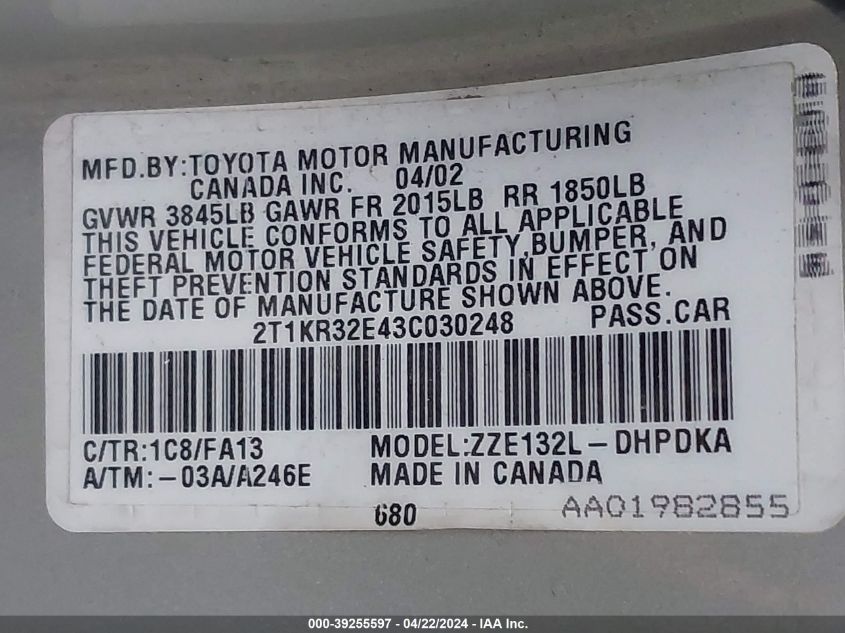 MFD.BY:TOYOTA MOTOR MANUFACTURING
CANADA INC. 04/02
GVWR 3845LB GAWR FR 2015LB RR 1850LB
THIS VEHICLE CONFORMS TO ALL APPLICABLE
FEDERAL MOTOR VEHICLE SAFETY,BUMPER, AND
THEFT PREVENTION STANDARDS IN EFFECT ON
THE DATE OF MANUFACTURE SHOWN ABOVE.
2T1KR32E43C030248 PASS.CAR
C/TR:1C8/FA13 MODEL:ZZE132L-DHPDKA
A/TM:-03A/A246E MADE IN CANADA
680 AA01982855
000-39255597 - 04/22/2024 - IAA Inc.